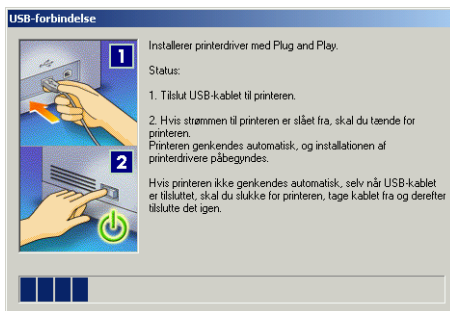 USB-forbindelse
1
Installerer printerdriver med Plug and Play.
Status:
1. Tilslut USB-kablet til printeren.
2. Hvis strømmen til printeren er slået fra, skal du tænde for
printeren.
Printeren genkendes automatisk, og installationen af
printerdrivere påbegyndes.
2
Hvis printeren ikke genkendes automatisk, selv når USB-kablet
er tilsluttet, skal du slukke for printeren, tage kablet fra og derefter
tilslutte det igen.